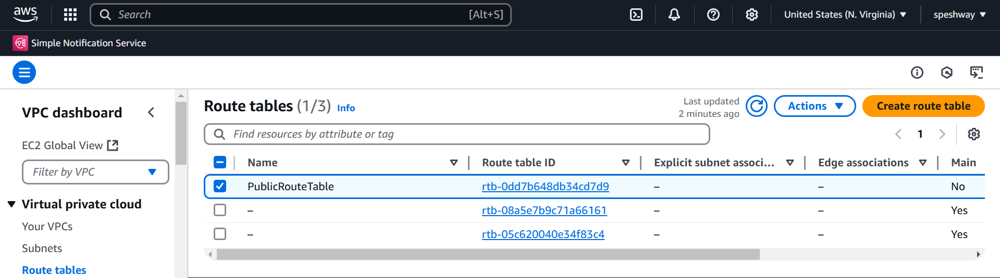 aws Search [Alt+S] United States (N. Virginia) speshway
Simple Notification Service
VPC dashboard
EC2 Global View
Filter by VPC
Virtual private cloud
Your VPCs
Subnets
Route tables
Route tables (1/3) Info
Last updated
2 minutes ago
Actions
Create route table
Find resources by attribute or tag
1
Name Route table ID Explicit subnet associ... Edge associations Main
PublicRouteTable rtb-0dd7b648db34cd7d9 – – No
– rtb-08a5e7b9c71a66161 – – Yes
– rtb-05c620040e34f83c4 – – Yes